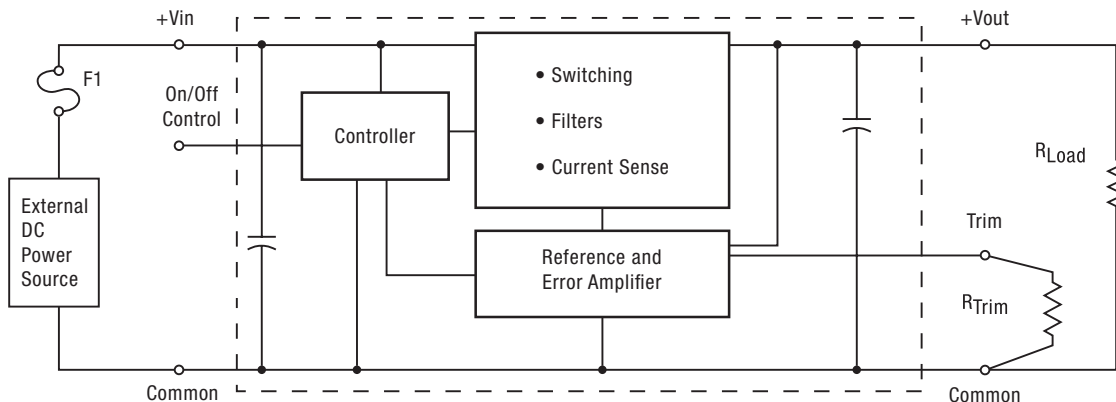 +Vin
+Vout
F1
On/Off
Control
Controller
• Switching
• Filters
• Current Sense
RLoad
External
DC
Power
Source
Reference and
Error Amplifier
Trim
RTrim
Common
Common